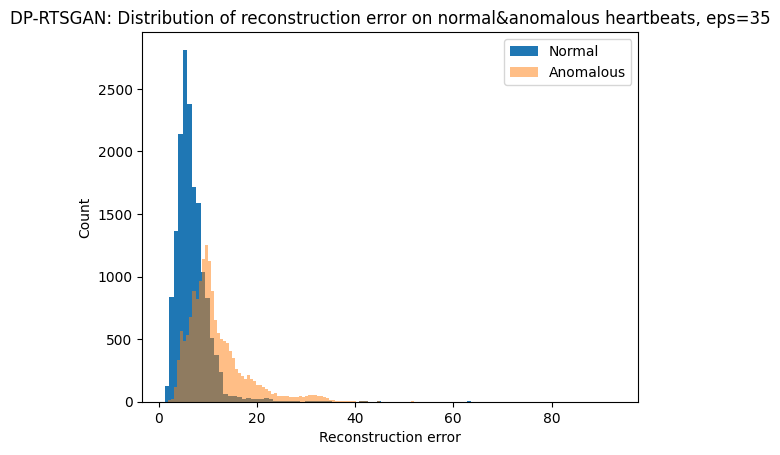 DP-RTSGAN: Distribution of reconstruction error on normal&anomalous heartbeats, eps=35
Normal
Anomalous
2500
2000
1500
1000
500
0
Count
0 20 40 60 80
Reconstruction error